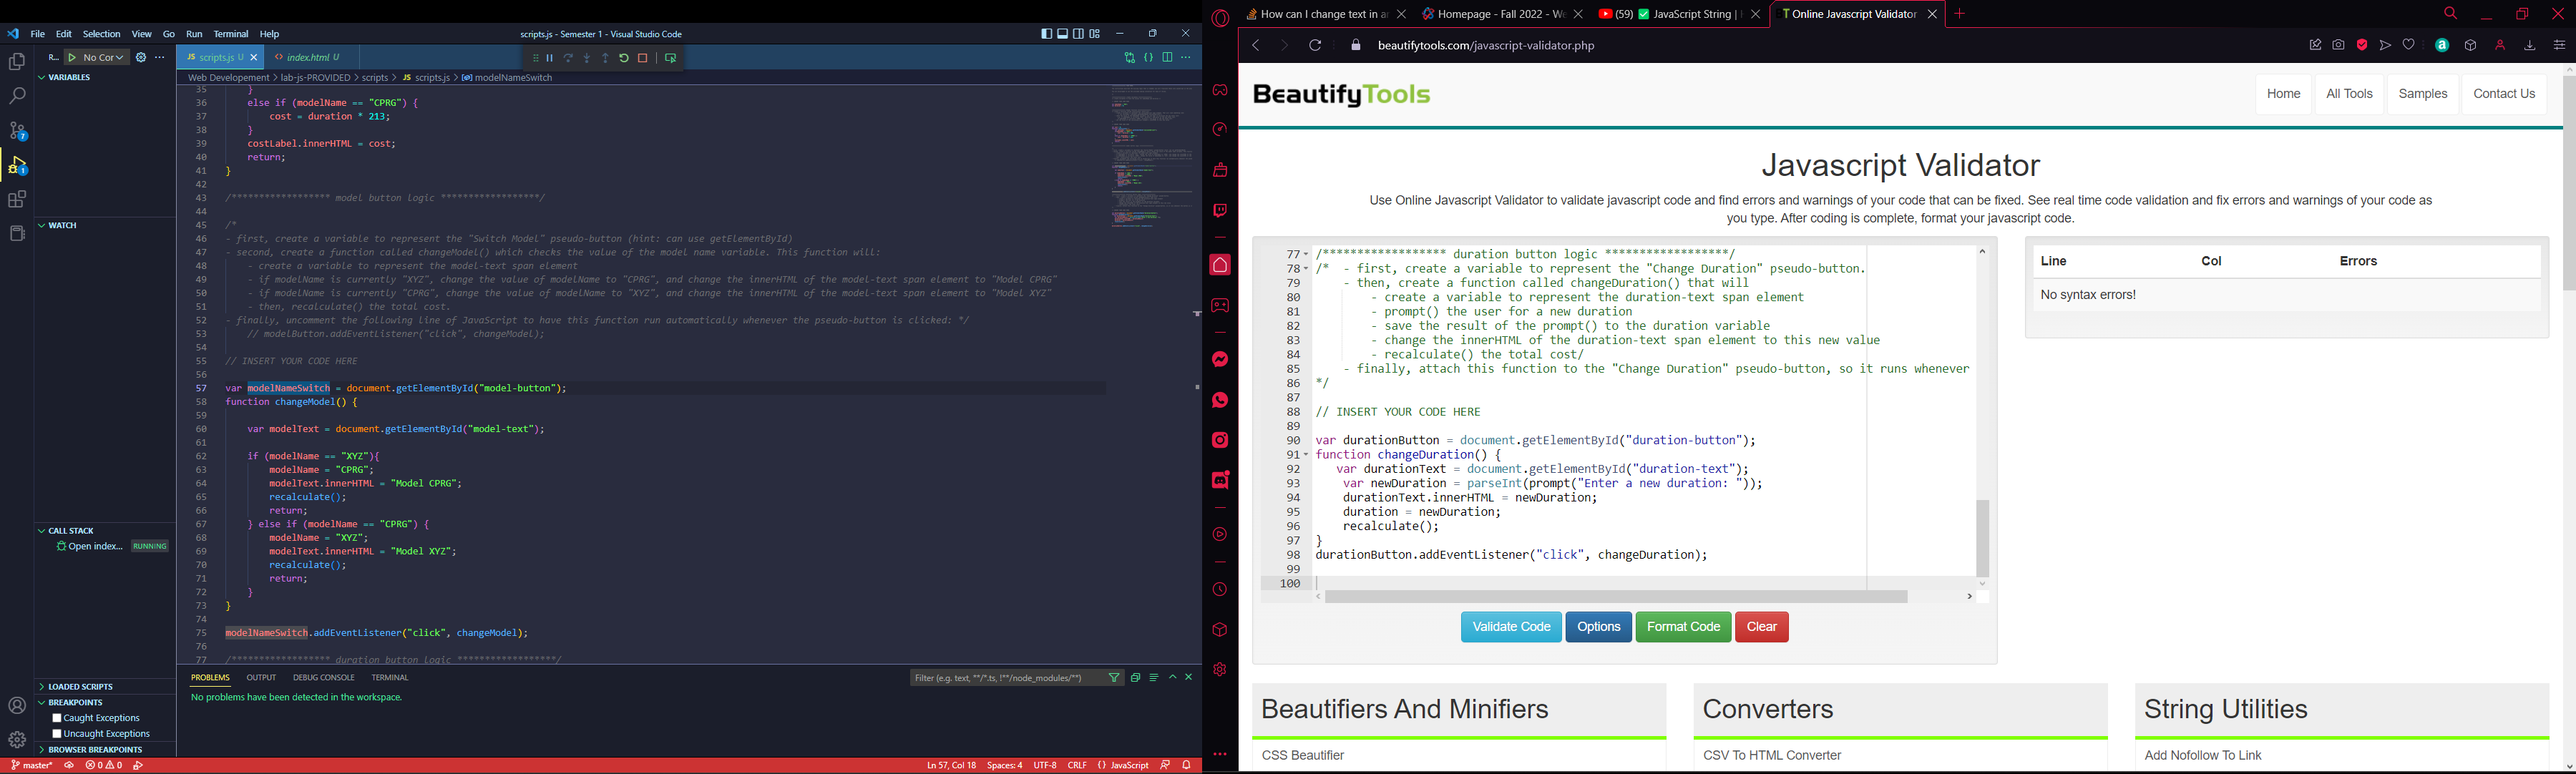 File Edit Selection View Go Run Terminal Help
scripts.js - Semester 1 - Visual Studio Code
R... No Cor
JS scripts.js U
<> index.html U
Web Developement > lab-js-PROVIDED > scripts > JS scripts.js > modelNameSwitch
VARIABLES
WATCH
CALL STACK
Open index... RUNNING
LOADED SCRIPTS
BREAKPOINTS
Caught Exceptions
Uncaught Exceptions
BROWSER BREAKPOINTS
35 }
36 else if (modelName == "CPRG") {
37 cost = duration * 213;
38 }
39 costLabel.innerHTML = cost;
40 return;
41 }
42
43 /****************** model button logic ******************/
44
45 /*
46 - first, create a variable to represent the "Switch Model" pseudo-button (hint: can use getElementById)
47 - second, create a function called changeModel() which checks the value of the model name variable. This function will:
48 - create a variable to represent the model-text span element
49 - if modelName is currently "XYZ", change the value of modelName to "CPRG", and change the innerHTML of the model-text span element to "Model CPRG"
50 - if modelName is currently "CPRG", change the value of modelName to "XYZ", and change the innerHTML of the model-text span element to "Model XYZ"
51 - then, recalculate() the total cost.
52 - finally, uncomment the following line of JavaScript to have this function run automatically whenever the pseudo-button is clicked: */
53 // modelButton.addEventListener("click", changeModel);
54
55 // INSERT YOUR CODE HERE
56
57 var modelNameSwitch = document.getElementById("model-button");
58 function changeModel() {
59
60 var modelText = document.getElementById("model-text");
61
62 if (modelName == "XYZ"){
63 modelName = "CPRG";
64 modelText.innerHTML = "Model CPRG";
65 recalculate();
66 return;
67 } else if (modelName == "CPRG") {
68 modelName = "XYZ";
69 modelText.innerHTML = "Model XYZ";
70 recalculate();
71 return;
72 }
73 }
74
75 modelNameSwitch.addEventListener("click", changeModel);
76
77 /****************** duration button logic ******************/
PROBLEMS OUTPUT DEBUG CONSOLE TERMINAL
Filter (e.g. text, **/*.ts, !**/node_modules/**)
No problems have been detected in the workspace.
master* 0 0
Ln 57, Col 18 Spaces: 4 UTF-8 CRLF {} JavaScript
How can I change text in a
Homepage - Fall 2022 - We
(59) JavaScript String |
Online Javascript Validator
beautifytools.com/javascript-validator.php
BeautifyTools
Home All Tools Samples Contact Us
Javascript Validator
Use Online Javascript Validator to validate javascript code and find errors and warnings of your code that can be fixed. See real time code validation and fix errors and warnings of your code as
you type. After coding is complete, format your javascript code.
77 /****************** duration button logic ******************/
78 /* - first, create a variable to represent the "Change Duration" pseudo-button.
79 - then, create a function called changeDuration() that will
80 - create a variable to represent the duration-text span element
81 - prompt() the user for a new duration
82 - save the result of the prompt() to the duration variable
83 - change the innerHTML of the duration-text span element to this new value
84 - recalculate() the total cost/
85 - finally, attach this function to the "Change Duration" pseudo-button, so it runs whenever
86 */
87
88 // INSERT YOUR CODE HERE
89
90 var durationButton = document.getElementById("duration-button");
91 function changeDuration() {
92 var durationText = document.getElementById("duration-text");
93 var newDuration = parseInt(prompt("Enter a new duration: "));
94 durationText.innerHTML = newDuration;
95 duration = newDuration;
96 recalculate();
97 }
98 durationButton.addEventListener("click", changeDuration);
99
100
Line Col Errors
No syntax errors!
Validate Code Options Format Code Clear
Beautifiers And Minifiers
CSS Beautifier
Converters
CSV To HTML Converter
String Utilities
Add Nofollow To Link